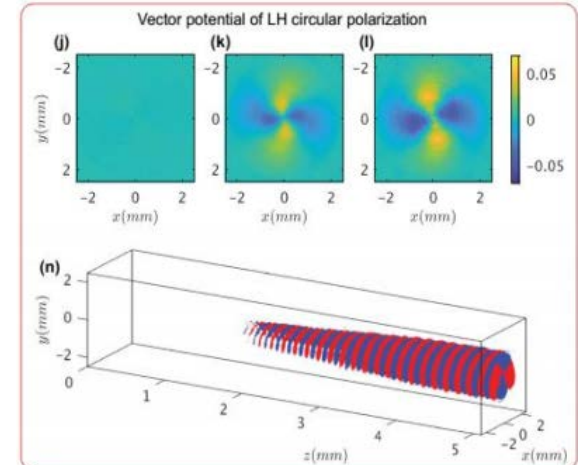 Vector potential of LH circular polarization
(j) (k) (l)
-2 -2 -2 0.05
y(mm) 0 0 0 0
2 2 2 -0.05
-2 0 2 -2 0 2 -2 0 2
x(mm) x(mm) x(mm)
(n)
2
y(mm) 0
-2
0 1 2 3 4 5
z(mm)
-2 0 2
x(mm)